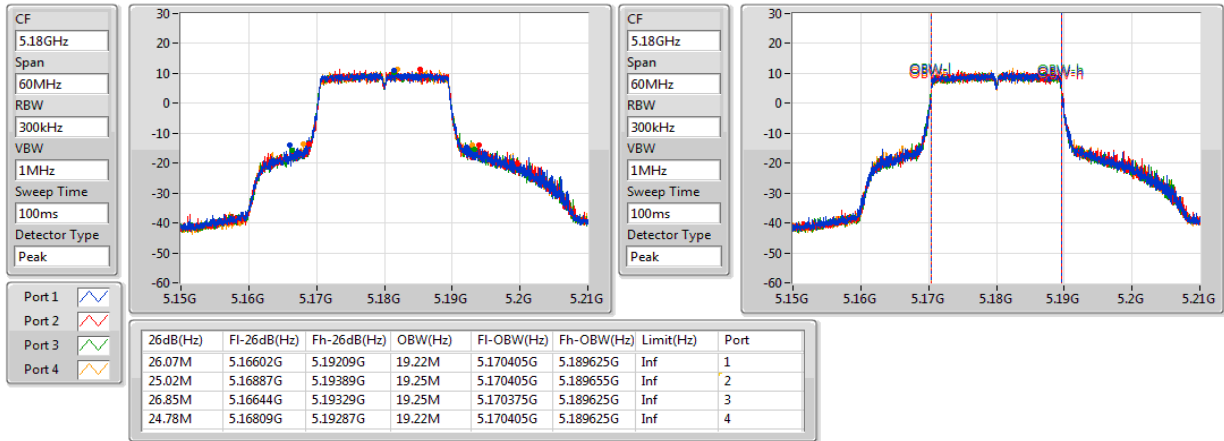 CF
5.18GHz
Span
60MHz
RBW
300kHz
VBW
1MHz
Sweep Time
100ms
Detector Type
Peak
30
20
10
0
-10
-20
-30
-40
-50
-60
5.15G 5.16G 5.17G 5.18G 5.19G 5.2G 5.21G
CF
5.18GHz
Span
60MHz
RBW
300kHz
VBW
1MHz
Sweep Time
100ms
Detector Type
Peak
30
20
10
0
-10
-20
-30
-40
-50
-60
OBW-l OBW-h
5.15G 5.16G 5.17G 5.18G 5.19G 5.2G 5.21G
Port 1
Port 2
Port 3
Port 4
26dB(Hz) Fl-26dB(Hz) Fh-26dB(Hz) OBW(Hz) Fl-OBW(Hz) Fh-OBW(Hz) Limit(Hz) Port
26.07M 5.16602G 5.19209G 19.22M 5.170405G 5.189625G Inf 1
25.02M 5.16887G 5.19389G 19.25M 5.170405G 5.189655G Inf 2
26.85M 5.16644G 5.19329G 19.25M 5.170375G 5.189625G Inf 3
24.78M 5.16809G 5.19287G 19.22M 5.170405G 5.189625G Inf 4